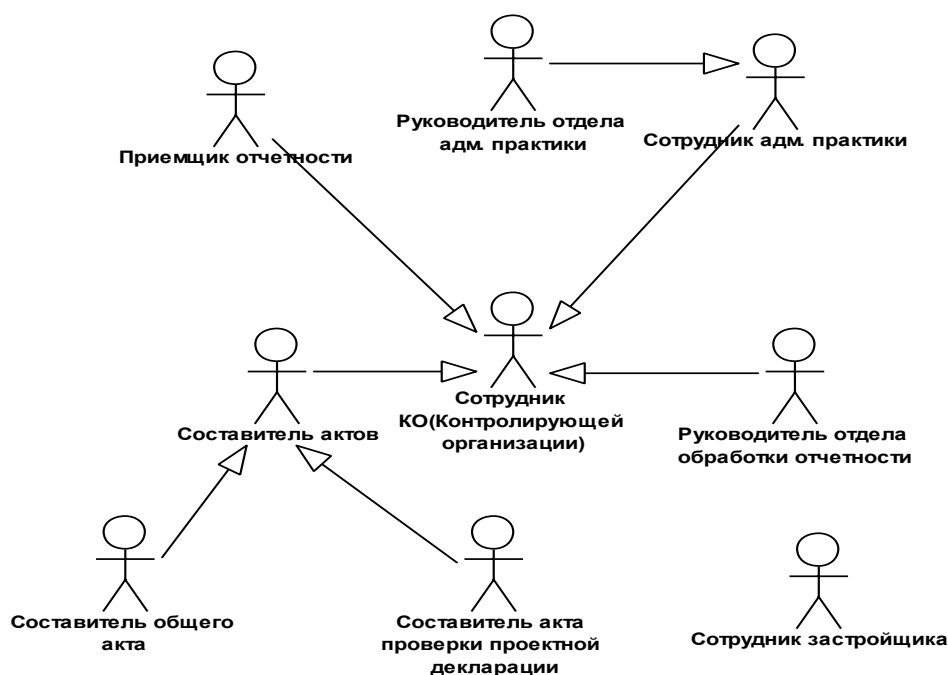 Приемщик отчетности
Руководитель отдела
адм. практики
Сотрудник адм. практики
Составитель актов
Сотрудник
КО(Контролирующей
организации)
Руководитель отдела
обработки отчетности
Составитель общего
акта
Составитель акта
проверки проектной
декларации
Сотрудник застройщика